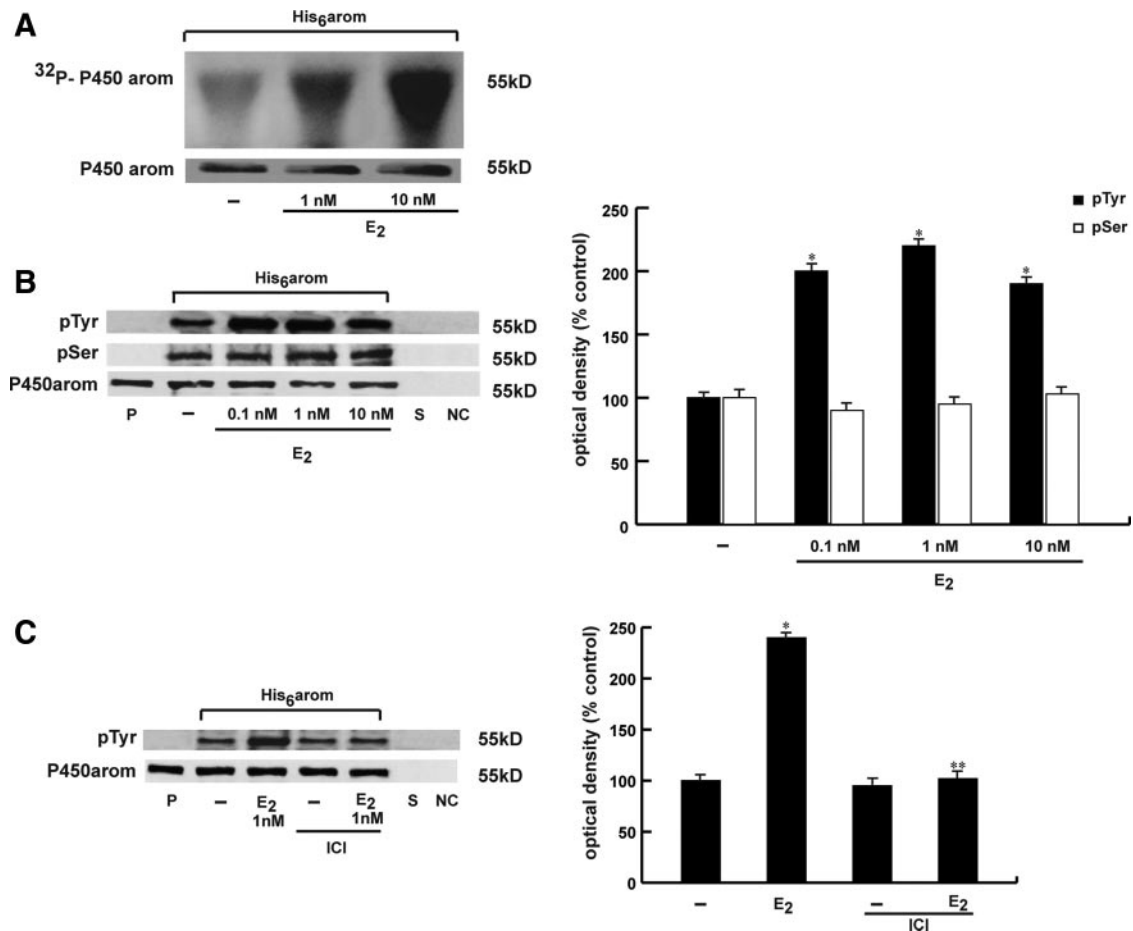 A
His6arom
32P- P450 arom
55kD
P450 arom
55kD
– 1 nM 10 nM
E2
B
His6arom
pTyr
55kD
pSer
55kD
P450arom
55kD
P – 0.1 nM 1 nM 10 nM S NC
E2
pTyr
pSer
optical density (% control)
250
200
150
100
50
0
* * *
– 0.1 nM 1 nM 10 nM
E2
C
His6arom
pTyr
55kD
P450arom
55kD
P – E2 – E2 S NC
1nM 1nM
ICI
optical density (% control)
250
200
150
100
50
0
* **
– E2 – E2
ICI